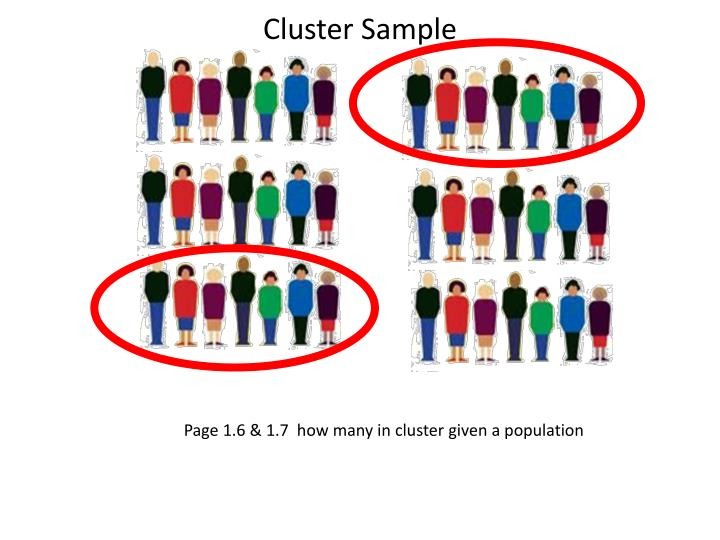 Cluster Sample
Page 1.6 & 1.7  how many in cluster given a population